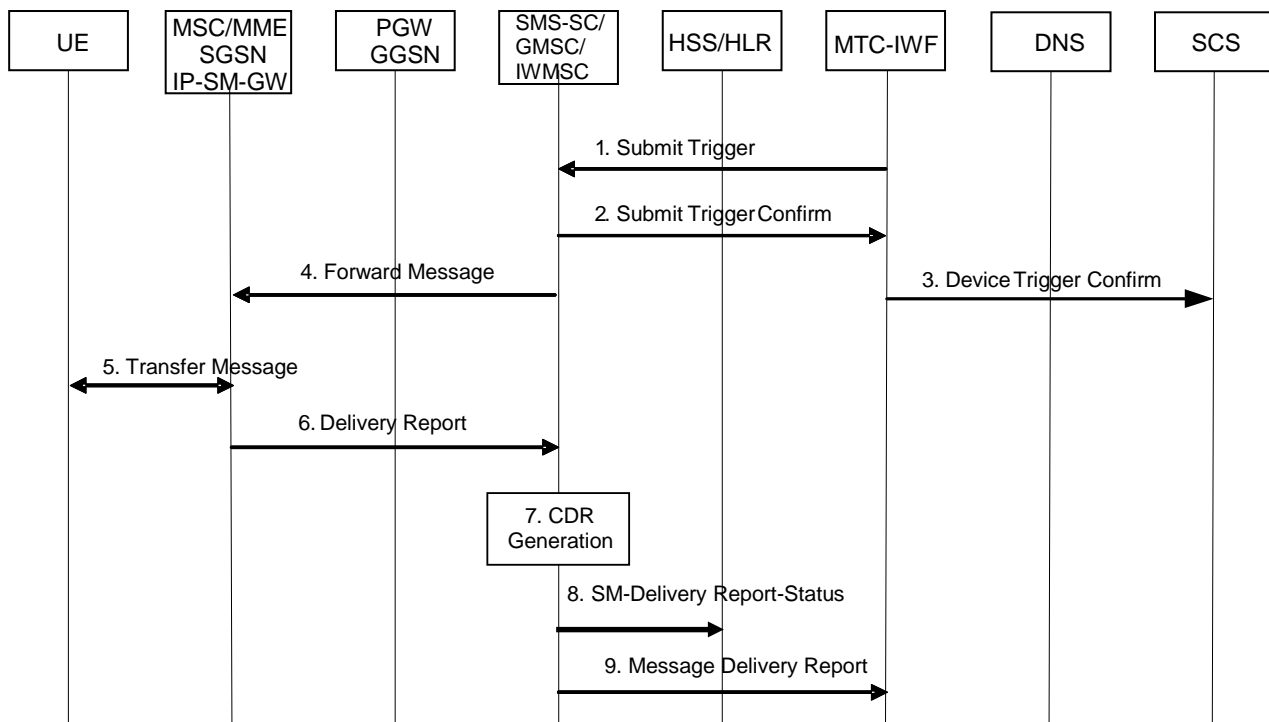 UE
MSC/MME
SGSN
IP-SM-GW
PGW
GGSN
SMS-SC/
GMSC/
IWMSC
HSS/HLR
MTC-IWF
DNS
SCS
1. Submit Trigger
2. Submit Trigger Confirm
4. Forward Message
3. Device Trigger Confirm
5. Transfer Message
6. Delivery Report
7. CDR
Generation
8. SM-Delivery Report-Status
9. Message Delivery Report